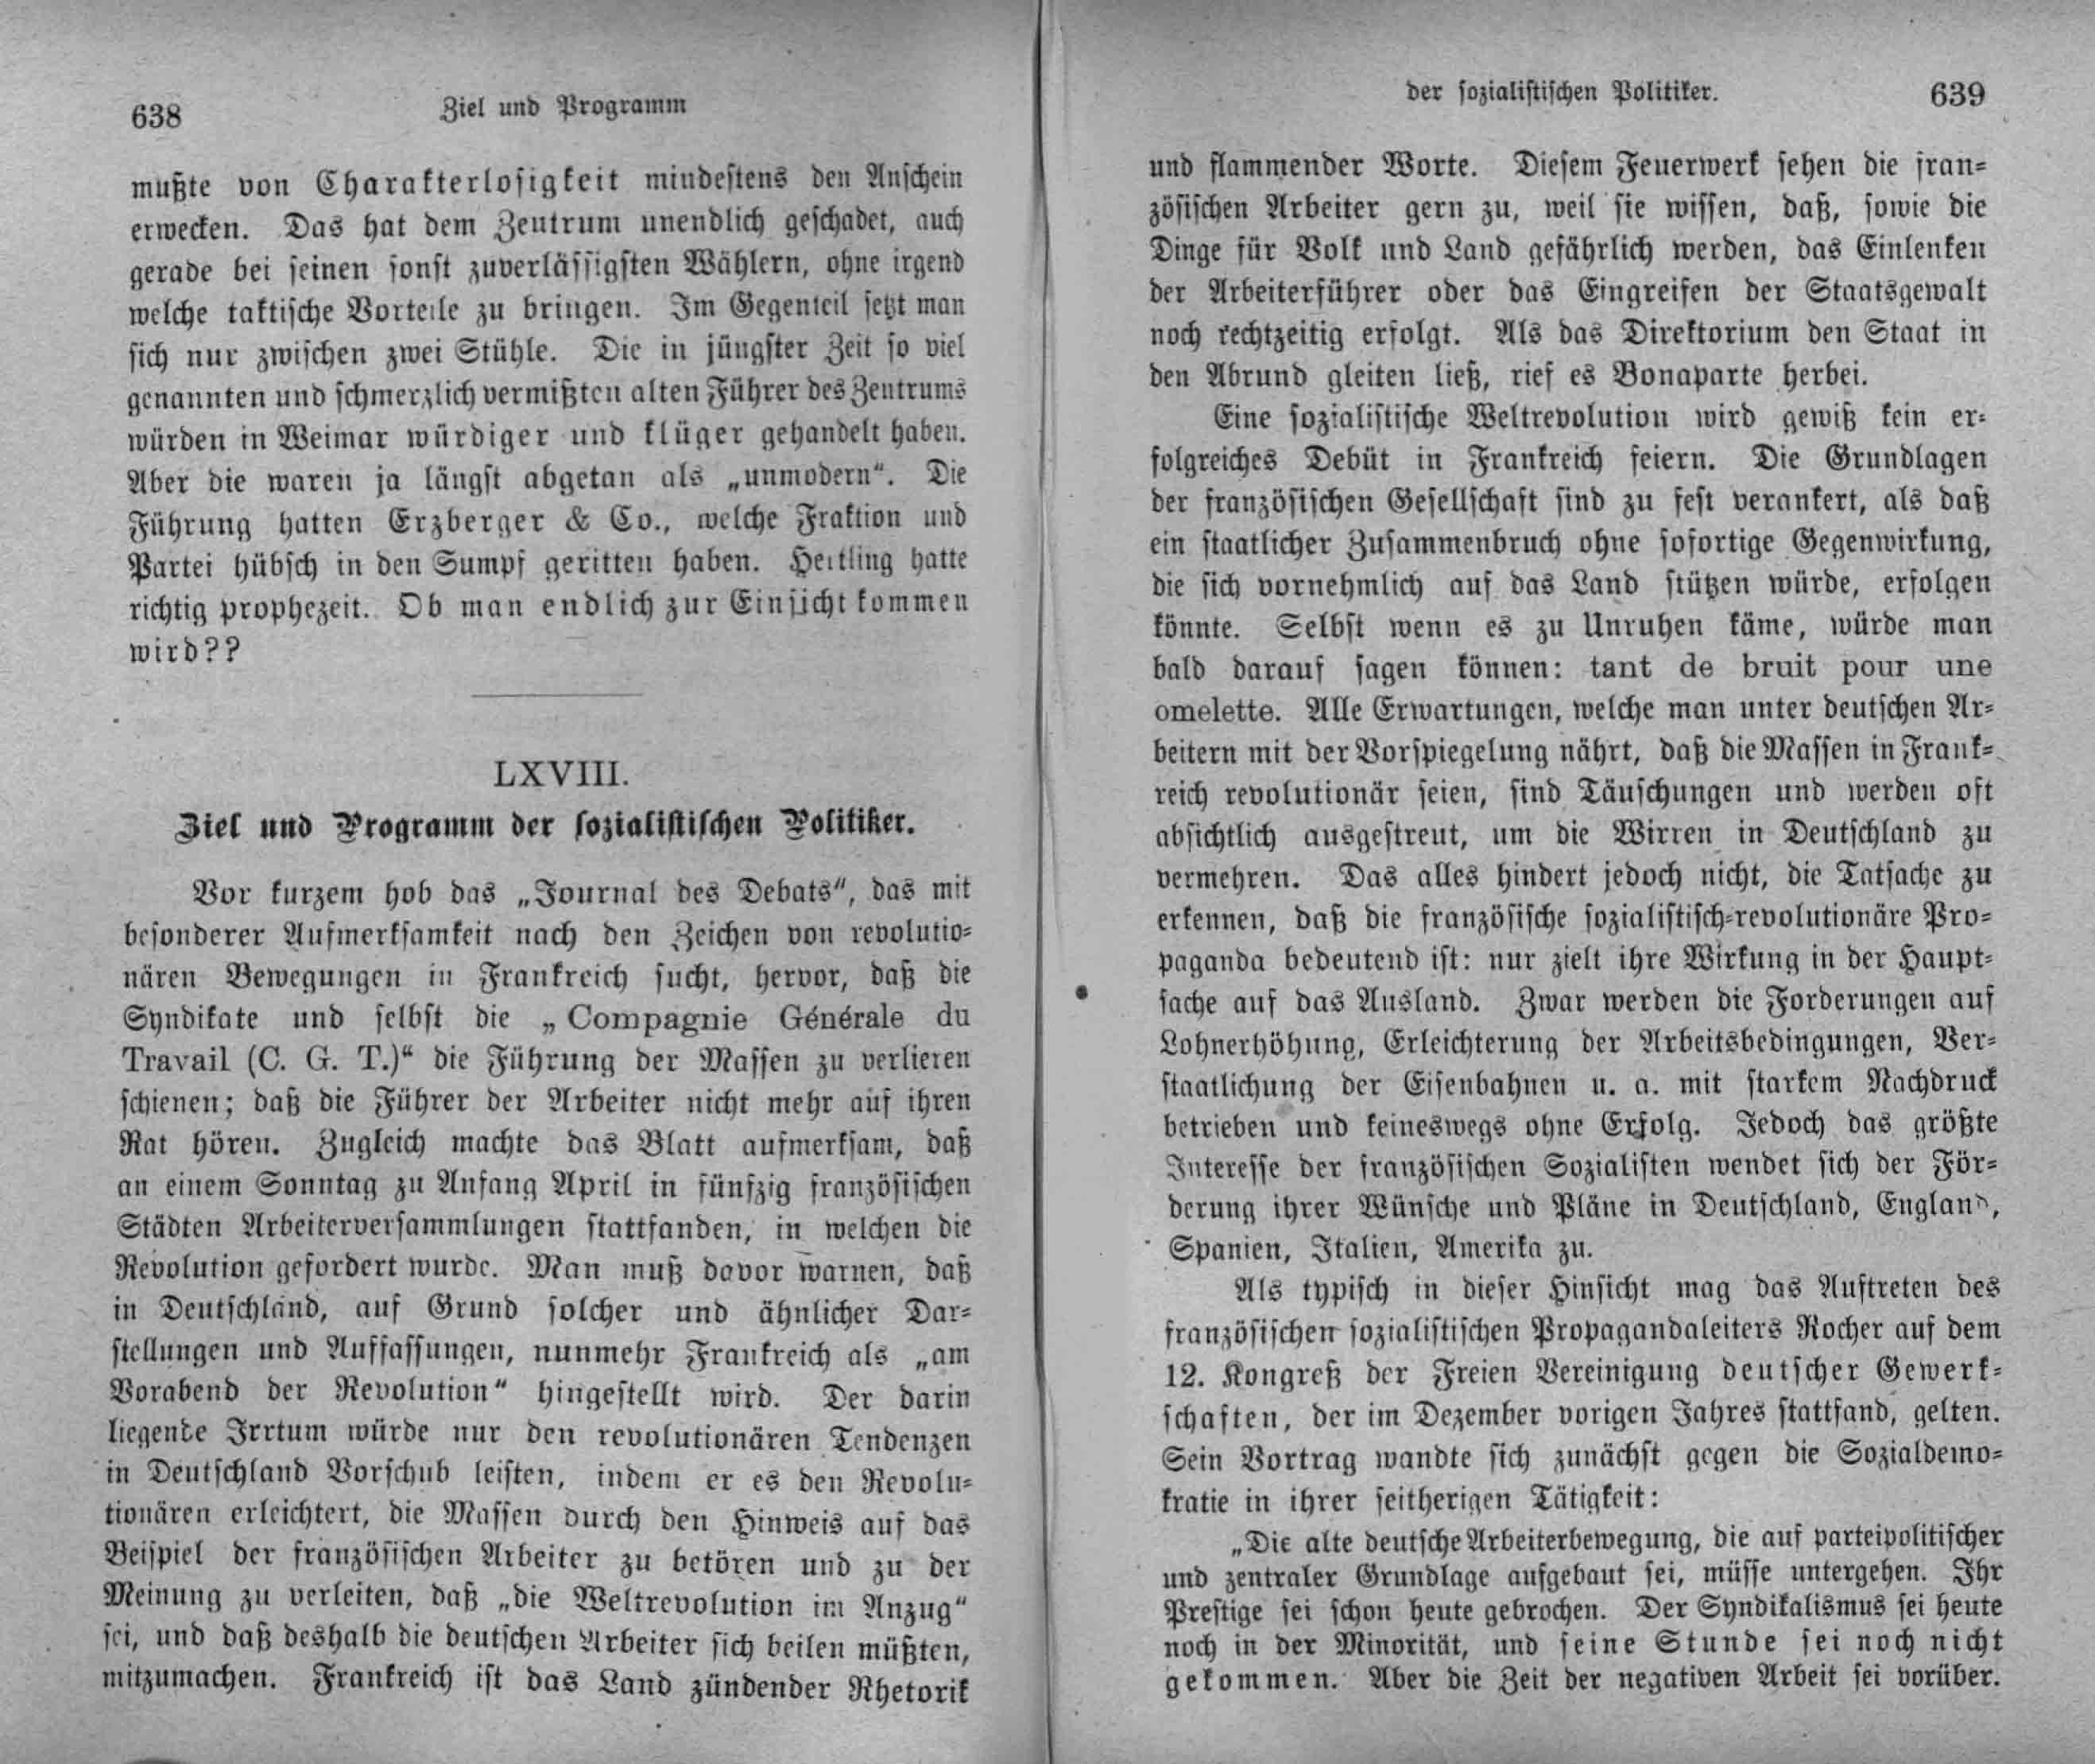 638 Ziel und Programm
mußte von Charakterlosigkeit mindestens den Anschein
erwecken. Das hat dem Zentrum unendlich geschadet, auch
gerade bei seinen sonst zuverlässigsten Wählern, ohne irgend
welche taktische Vorteile zu bringen. Im Gegenteil setzt man
sich nur zwischen zwei Stühle. Die in jüngster Zeit so viel
genannten und schmerzlich vermißten alten Führer des Zentrums
würden in Weimar würdiger und klüger gehandelt haben.
Aber die waren ja längst abgetan als „unmodern“. Die
Führung hatten Erzberger & Co., welche Fraktion und
Partei hübsch in den Sumpf geritten haben. Hertling hatte
richtig prophezeit. Ob man endlich zur Einsicht kommen
wird??
LXVIII.
Ziel und Programm der sozialistischen Politiker.
Vor kurzem hob das „Journal des Debats“, das mit
besonderer Aufmerksamkeit nach den Zeichen von revolutio-
nären Bewegungen in Frankreich sucht, hervor, daß die
Syndikate und selbst die „Compagnie Générale du
Travail (C. G. T.)“ die Führung der Massen zu verlieren
schienen; daß die Führer der Arbeiter nicht mehr auf ihren
Rat hören. Zugleich machte das Blatt aufmerksam, daß
an einem Sonntag zu Anfang April in fünfzig französischen
Städten Arbeiterversammlungen stattfanden, in welchen die
Revolution gefordert wurde. Man muß davor warnen, daß
in Deutschland, auf Grund solcher und ähnlicher Dar-
stellungen und Auffassungen, nunmehr Frankreich als „am
Vorabend der Revolution“ hingestellt wird. Der darin
liegende Irrtum würde nur den revolutionären Tendenzen
in Deutschland Vorschub leisten, indem er es den Revolu-
tionären erleichtert, die Massen durch den Hinweis auf das
Beispiel der französischen Arbeiter zu betören und zu der
Meinung zu verleiten, daß „die Weltrevolution im Anzug“
sei, und daß deshalb die deutschen Arbeiter sich beilen müßten,
mitzumachen. Frankreich ist das Land zündender Rhetorik
der sozialistischen Politiker. 639
und flammender Worte. Diesem Feuerwerk sehen die fran-
zösischen Arbeiter gern zu, weil sie wissen, daß, sowie die
Dinge für Volk und Land gefährlich werden, das Einlenken
der Arbeiterführer oder das Eingreifen der Staatsgewalt
noch rechtzeitig erfolgt. Als das Direktorium den Staat in
den Abrund gleiten ließ, rief es Bonaparte herbei.
Eine sozialistische Weltrevolution wird gewiß kein er-
folgreiches Debüt in Frankreich feiern. Die Grundlagen
der französischen Gesellschaft sind zu fest verankert, als daß
ein staatlicher Zusammenbruch ohne sofortige Gegenwirkung,
die sich vornehmlich auf das Land stützen würde, erfolgen
könnte. Selbst wenn es zu Unruhen käme, würde man
bald darauf sagen können: tant de bruit pour une
omelette. Alle Erwartungen, welche man unter deutschen Ar-
beitern mit der Vorspiegelung nährt, daß die Massen in Frank-
reich revolutionär seien, sind Täuschungen und werden oft
absichtlich ausgestreut, um die Wirren in Deutschland zu
vermehren. Das alles hindert jedoch nicht, die Tatsache zu
erkennen, daß die französische sozialistisch-revolutionäre Pro-
paganda bedeutend ist: nur zielt ihre Wirkung in der Haupt-
sache auf das Ausland. Zwar werden die Forderungen auf
Lohnerhöhung, Erleichterung der Arbeitsbedingungen, Ver-
staatlichung der Eisenbahnen u. a. mit starkem Nachdruck
betrieben und keineswegs ohne Erfolg. Jedoch das größte
Interesse der französischen Sozialisten wendet sich der För-
derung ihrer Wünsche und Pläne in Deutschland, England,
Spanien, Italien, Amerika zu.
Als typisch in dieser Hinsicht mag das Auftreten des
französischen sozialistischen Propagandaleiters Rocher auf dem
12. Kongreß der Freien Vereinigung deutscher Gewerk-
schaften, der im Dezember vorigen Jahres stattfand, gelten.
Sein Vortrag wandte sich zunächst gegen die Sozialdemo-
kratie in ihrer seitherigen Tätigkeit:
„Die alte deutsche Arbeiterbewegung, die auf parteipolitischer
und zentraler Grundlage aufgebaut sei, müsse untergehen. Ihr
Prestige sei schon heute gebrochen. Der Syndikalismus sei heute
noch in der Minorität, und seine Stunde sei noch nicht
gekommen. Aber die Zeit der negativen Arbeit sei vorüber.